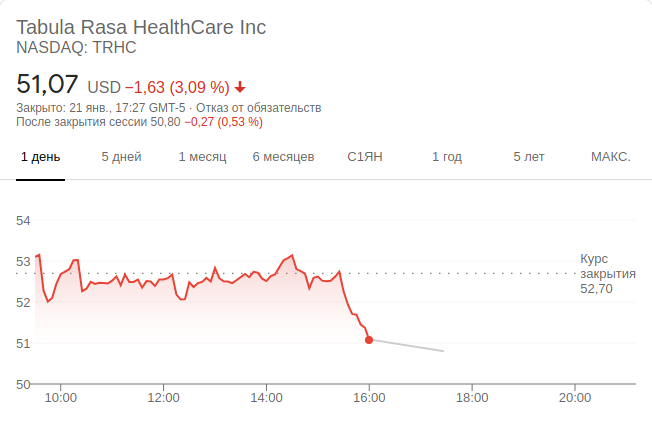 Tabula Rasa HealthCare Inc
NASDAQ: TRHC
51,07 USD −1,63 (3,09 %)
Закрыто: 21 янв., 17:27 GMT-5 · Отказ от обязательств
После закрытия сессии 50,80 −0,27 (0,53 %)
1 день 5 дней 1 месяц 6 месяцев С1ЯН 1 год 5 лет МАКС.
54
53
52
51
50
Курс
закрытия
52,70
10:00 12:00 14:00 16:00 18:00 20:00